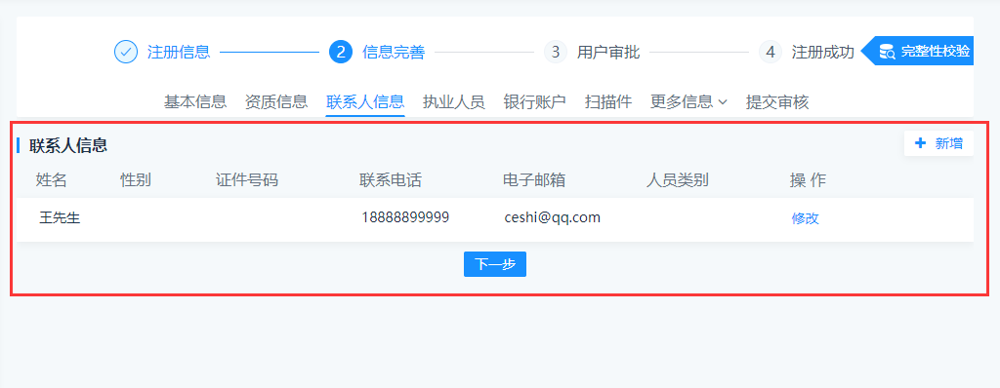 注册信息 2 信息完善 3 用户审批 4 注册成功 完整性校验
基本信息 资质信息 联系人信息 执业人员 银行账户 扫描件 更多信息 提交审核
联系人信息 新增
姓名 性别 证件号码 联系电话 电子邮箱 人员类别 操 作
王先生 18888899999 ceshi@qq.com 修改
下一步